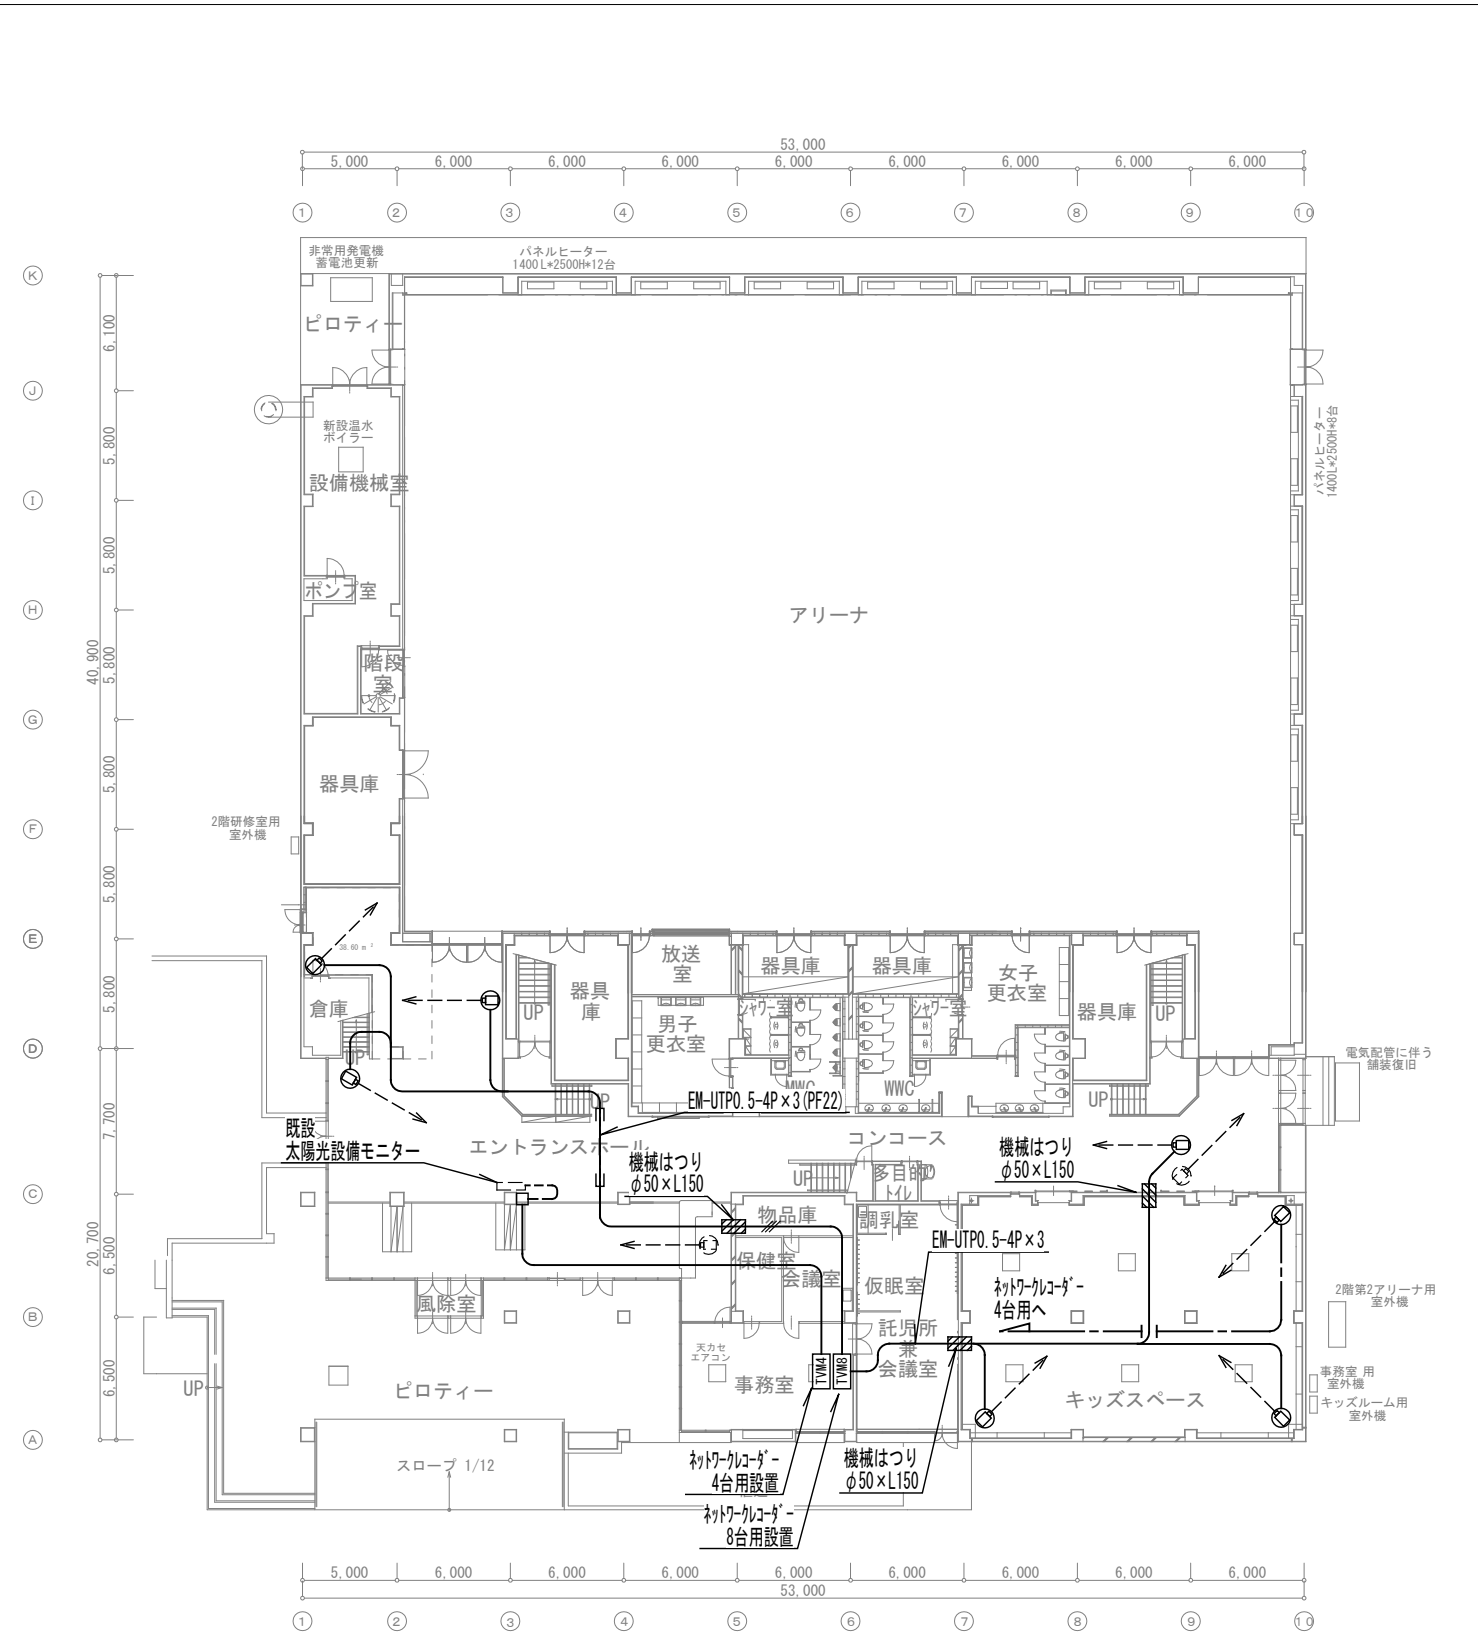 53,000
5,000 6,000 6,000 6,000 6,000 6,000 6,000 6,000 6,000
① ② ③ ④ ⑤ ⑥ ⑦ ⑧ ⑨ ⑩
非常用発電機
蓄電池更新
パネルヒーター
1400L*2500H*12台
Ⓚ
ピロティー
6,100
Ⓙ
新設温水
ボイラー
設備機械室
パネルヒーター
1400L*2500H*8台
5,800
Ⓘ
5,800
ポンプ室
Ⓗ
アリーナ
40,900
5,800
階段
室
Ⓖ
5,800
器具庫
2階研修室用
室外機
Ⓕ
5,800
Ⓔ
38.60 m²
5,800
倉庫
UP
UP
器具
庫
放送
室
器具庫
器具庫
女子
更衣室
器具庫
UP
男子
更衣室
シャワー室
シャワー室
Ⓓ
MWC
WWC
UP
UP
電気配管に伴う
舗装復旧
EM-UTP0.5-4P×3(PF22)
7,700
既設
太陽光設備モニター
エントランスホール
コンコース
機械はつり
φ50×L150
機械はつり
φ50×L150
UP
多目的
トイレ
Ⓒ
20,700
6,500
物品庫
調乳室
保健室
会議室
仮眠室
EM-UTP0.5-4P×3
ネットワークレコーダー
4台用へ
2階第2アリーナ用
室外機
Ⓑ
風除室
託児所
兼
会議室
6,500
天カセ
エアコン
事務室
TVM4
TVM8
UP
ピロティー
キッズスペース
事務室 用
室外機
キッズルーム用
室外機
Ⓐ
スロープ 1/12
ネットワークレコーダー
4台用設置
ネットワークレコーダー
8台用設置
機械はつり
φ50×L150
5,000 6,000 6,000 6,000 6,000 6,000 6,000 6,000 6,000
53,000
① ② ③ ④ ⑤ ⑥ ⑦ ⑧ ⑨ ⑩